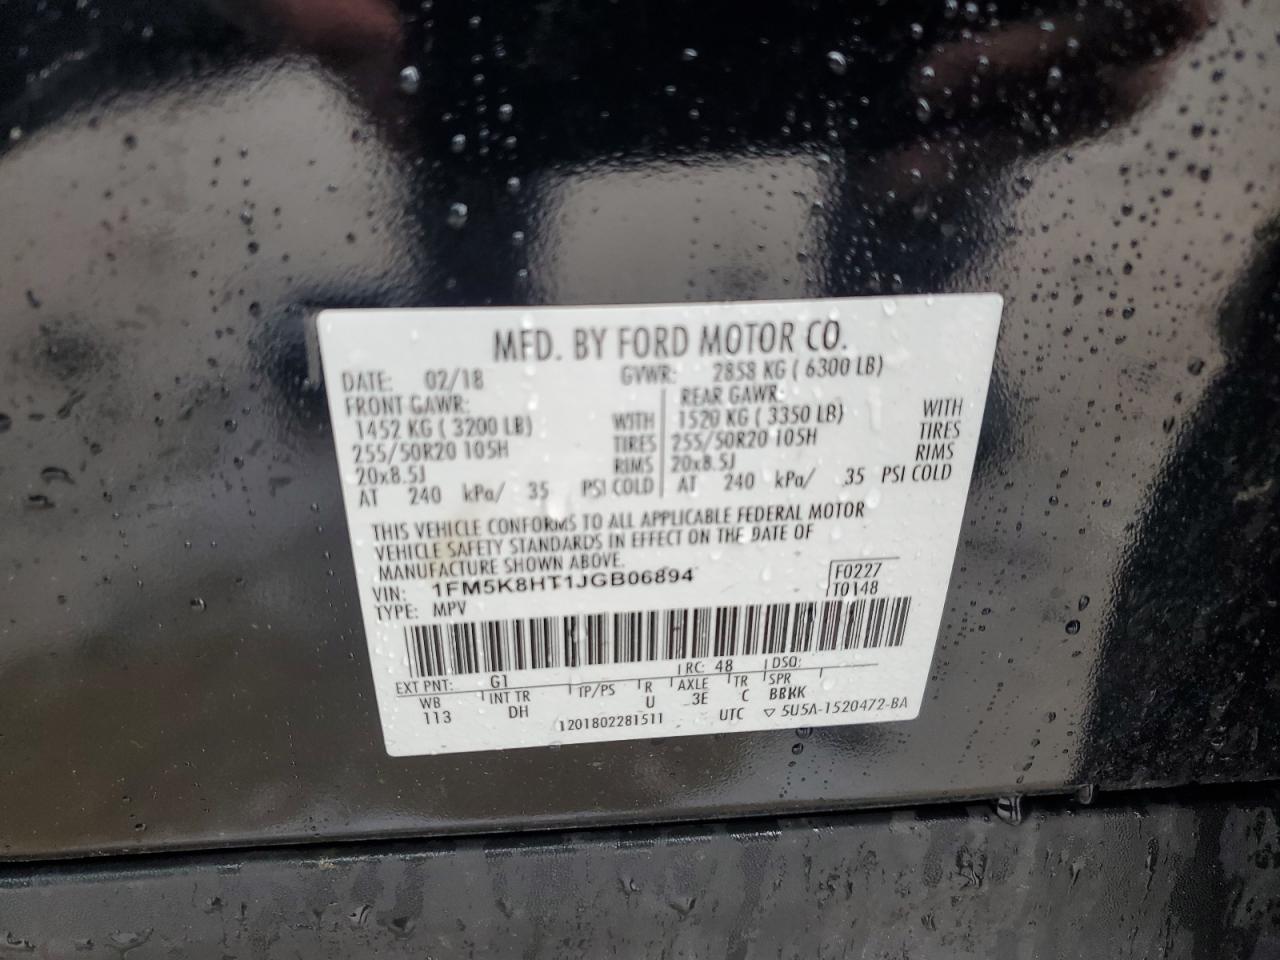 MFD. BY FORD MOTOR CO.
DATE: 02/18 GVWR: 2858 KG ( 6300 LB)
FRONT GAWR: REAR GAWR:
1452 KG ( 3200 LB) WITH 1520 KG ( 3350 LB) WITH
255/50R20 105H TIRES 255/50R20 105H TIRES
20x8.5J RIMS 20x8.5J RIMS
AT 240 kPa/ 35 PSI COLD AT 240 kPa/ 35 PSI COLD
THIS VEHICLE CONFORMS TO ALL APPLICABLE FEDERAL MOTOR
VEHICLE SAFETY STANDARDS IN EFFECT ON THE DATE OF
MANUFACTURE SHOWN ABOVE.
VIN: 1FM5K8HT1JGB06894 F0227
TYPE: MPV T0148
EXT PNT: G1 RC: 48 DSO:
WB INT TR TP/PS R AXLE TR SPR
113 DH U 3E C BBKK
1201802281511 UTC ▽ 5U5A-1520472-BA